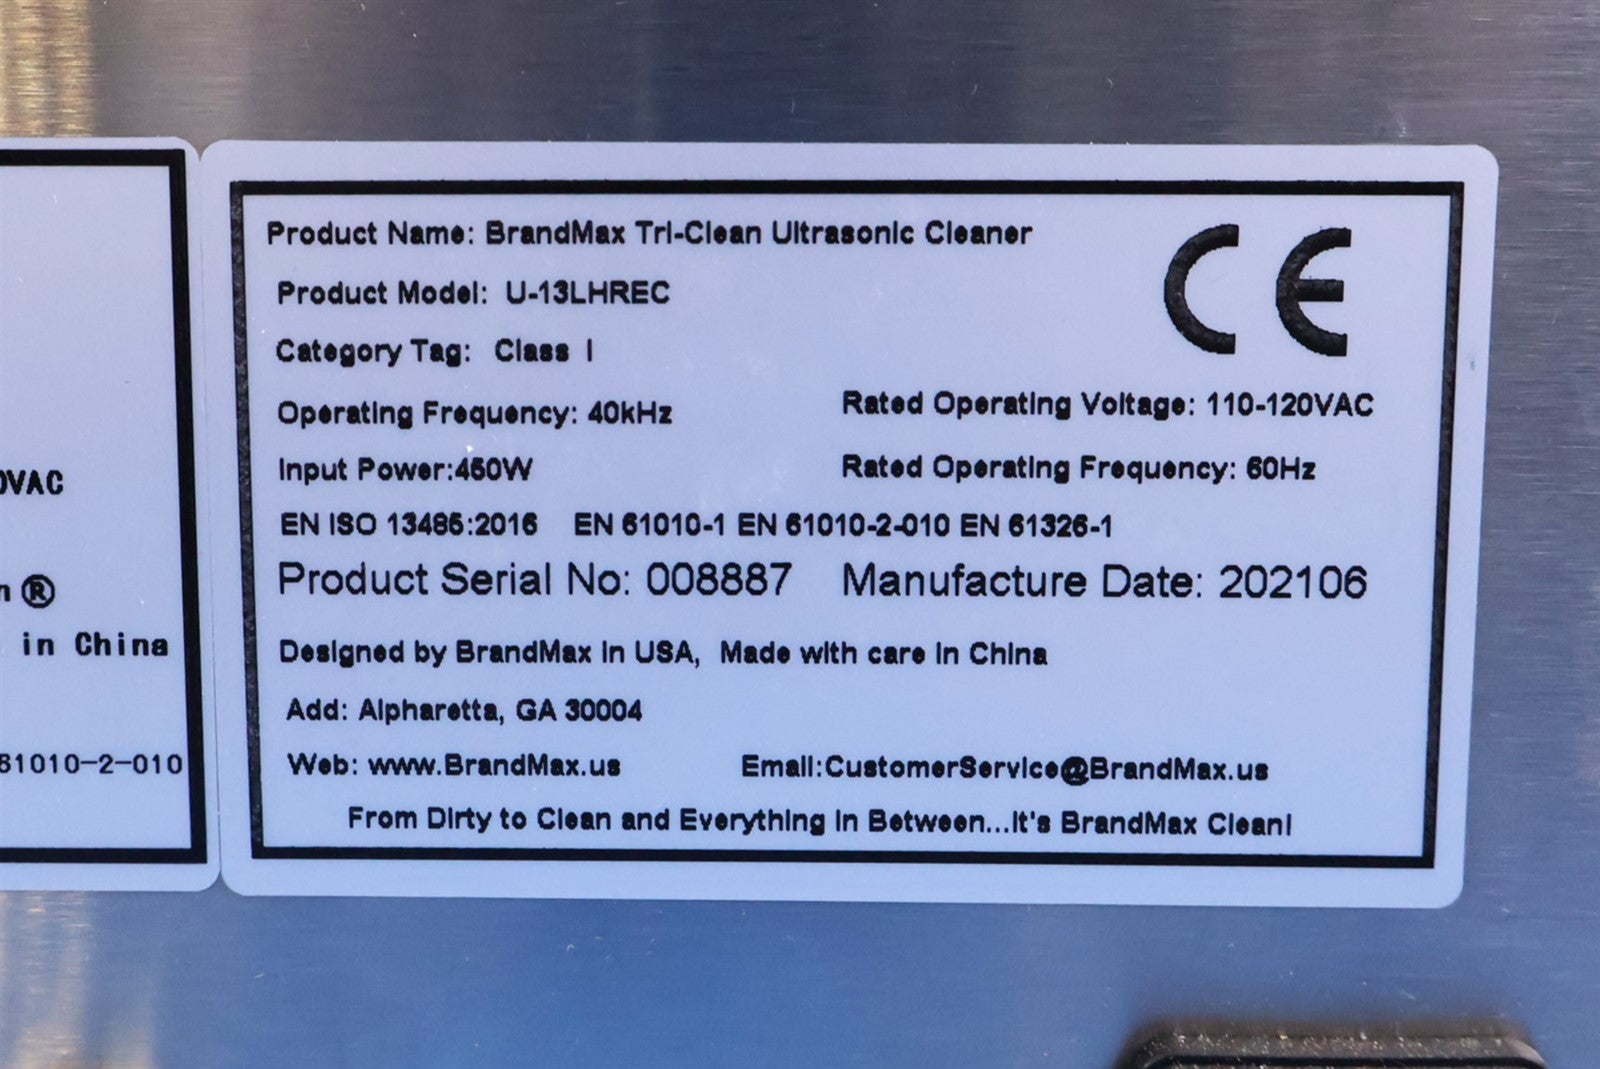 Product Name: BrandMax Tri-Clean Ultrasonic Cleaner
CE
Product Model: U-13LHREC
Category Tag: Class I
Operating Frequency: 40kHz
Rated Operating Voltage: 110-120VAC
Input Power:450W
Rated Operating Frequency: 60Hz
EN ISO 13485:2016 EN 61010-1 EN 61010-2-010 EN 61326-1
Product Serial No: 008887 Manufacture Date: 202106
Designed by BrandMax in USA, Made with care in China
Add: Alpharetta, GA 30004
Web: www.BrandMax.us
Email:CustomerService@BrandMax.us
From Dirty to Clean and Everything in Between...It's BrandMax Clean!
0VAC
n®
in China
61010-2-010